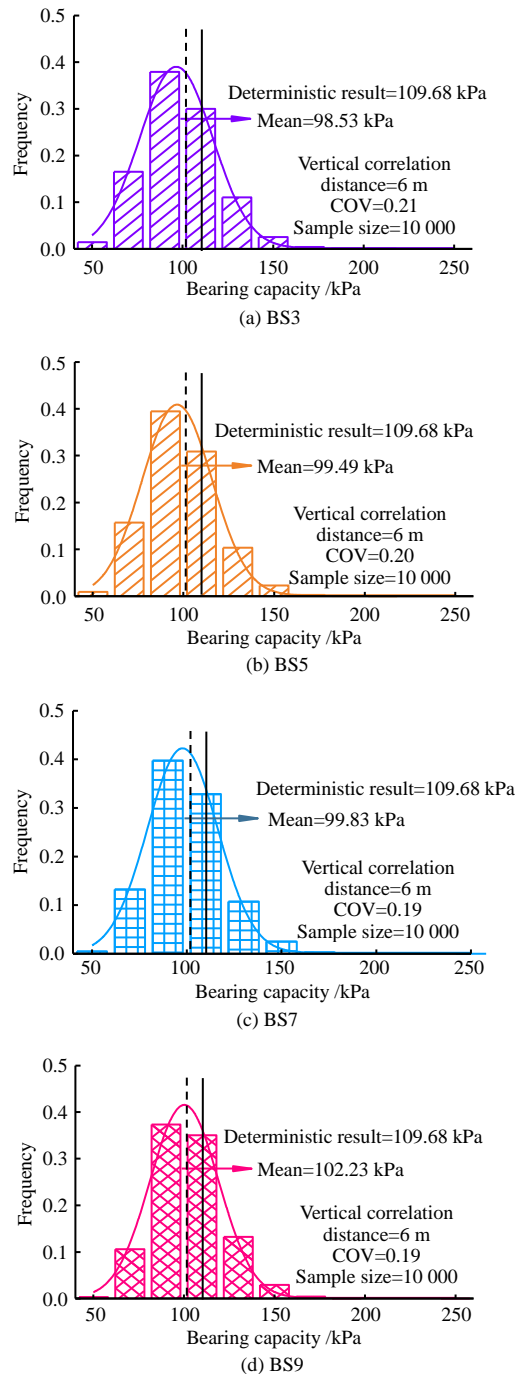 0.5
0.4
0.3
0.2
0.1
0.0
Frequency
Deterministic result=109.68 kPa
Mean=98.53 kPa
Vertical correlation
distance=6 m
COV=0.21
Sample size=10 000
50 100 150 200 250
Bearing capacity /kPa
(a) BS3
0.5
0.4
0.3
0.2
0.1
0.0
Frequency
Deterministic result=109.68 kPa
Mean=99.49 kPa
Vertical correlation
distance=6 m
COV=0.20
Sample size=10 000
50 100 150 200 250
Bearing capacity /kPa
(b) BS5
0.5
0.4
0.3
0.2
0.1
0.0
Frequency
Deterministic result=109.68 kPa
Mean=99.83 kPa
Vertical correlation
distance=6 m
COV=0.19
Sample size=10 000
50 100 150 200 250
Bearing capacity /kPa
(c) BS7
0.5
0.4
0.3
0.2
0.1
0.0
Frequency
Deterministic result=109.68 kPa
Mean=102.23 kPa
Vertical correlation
distance=6 m
COV=0.19
Sample size=10 000
50 100 150 200 250
Bearing capacity /kPa
(d) BS9